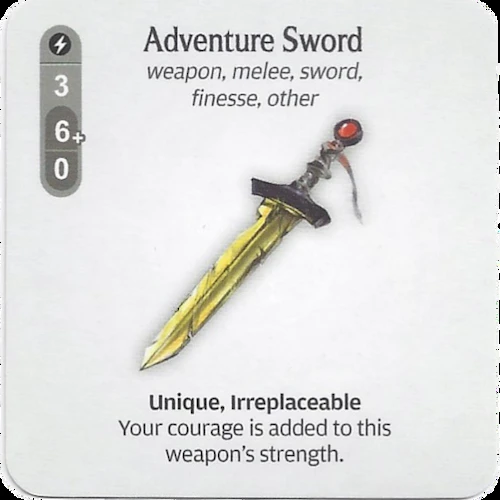 Adventure Sword
weapon, melee, sword,
finesse, other
3
6+
0
Unique, Irreplaceable
Your courage is added to this
weapon's strength.